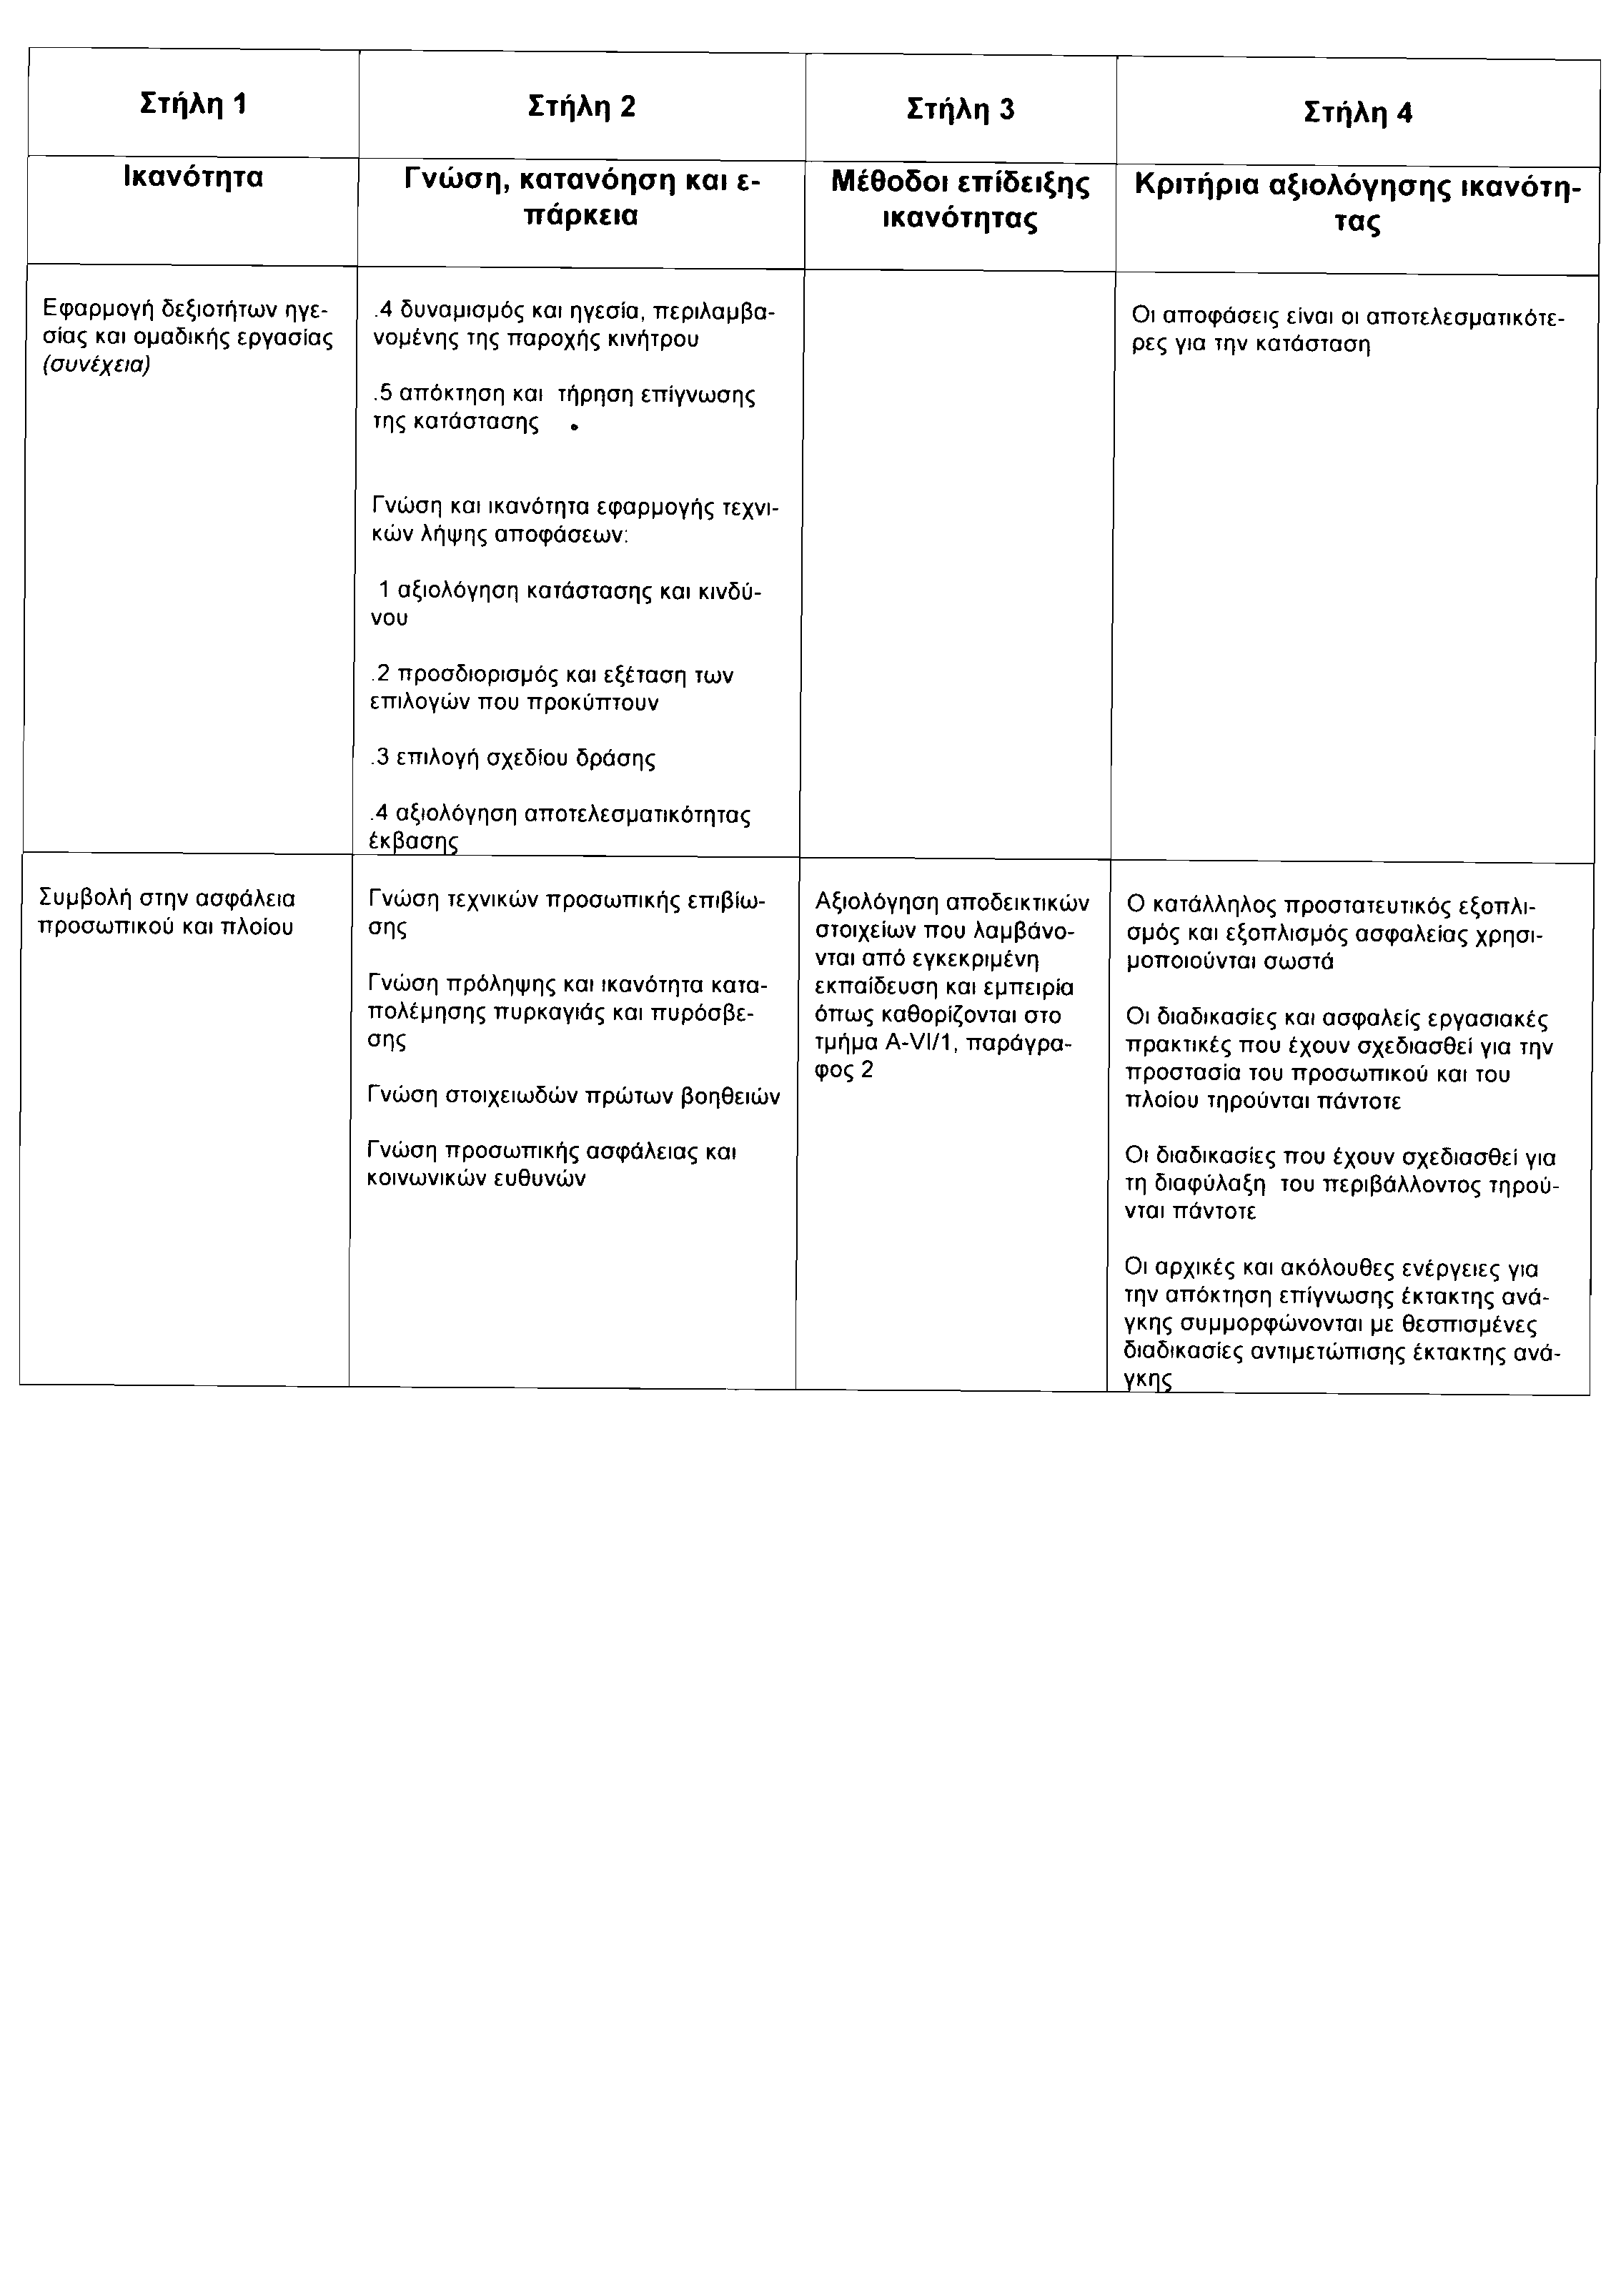 Στήλη 1
Στήλη 2
Στήλη 3
Στήλη 4
Ικανότητα
Γνώση, κατανόηση και ε-
πάρκεια
Μέθοδοι επίδειξης
ικανότητας
Κριτήρια αξιολόγησης ικανότη-
τας
Εφαρμογή δεξιοτήτων ηγε-
σίας και ομαδικής εργασίας
(συνέχεια)
.4 δυναμισμός και ηγεσία, περιλαμβα-
νομένης της παροχής κινήτρου
.5 απόκτηση και τήρηση επίγνωσης
της κατάστασης
Γνώση και ικανότητα εφαρμογής τεχνι-
κών λήψης αποφάσεων:
1 αξιολόγηση κατάστασης και κινδύ-
νου
.2 προσδιορισμός και εξέταση των
επιλογών που προκύπτουν
.3 επιλογή σχεδίου δράσης
.4 αξιολόγηση αποτελεσματικότητας
έκβασης
Οι αποφάσεις είναι οι αποτελεσματικότε-
ρες για την κατάσταση
Συμβολή στην ασφάλεια
προσωπικού και πλοίου
Γνώση τεχνικών προσωπικής επιβίω-
σης
Γνώση πρόληψης και ικανότητα κατα-
πολέμησης πυρκαγιάς και πυρόσβε-
σης
Γνώση στοιχειωδών πρώτων βοηθειών
Γνώση προσωπικής ασφάλειας και
κοινωνικών ευθυνών
Αξιολόγηση αποδεικτικών
στοιχείων που λαμβάνο-
νται από εγκεκριμένη
εκπαίδευση και εμπειρία
όπως καθορίζονται στο
τμήμα A-VI/1, παράγρα-
φος 2
Ο κατάλληλος προστατευτικός εξοπλι-
σμός και εξοπλισμός ασφαλείας χρησι-
μοποιούνται σωστά
Οι διαδικασίες και ασφαλείς εργασιακές
πρακτικές που έχουν σχεδιασθεί για την
προστασία του προσωπικού και του
πλοίου τηρούνται πάντοτε
Οι διαδικασίες που έχουν σχεδιασθεί για
τη διαφύλαξη του περιβάλλοντος τηρού-
νται πάντοτε
Οι αρχικές και ακόλουθες ενέργειες για
την απόκτηση επίγνωσης έκτακτης ανά-
γκης συμμορφώνονται με θεσπισμένες
διαδικασίες αντιμετώπισης έκτακτης ανά-
γκης